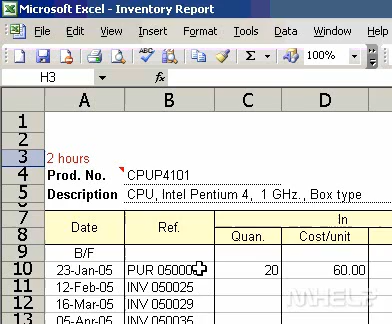 Microsoft Excel - Inventory Report
File Edit View Insert Format Tools Data Window
Σ 100%
H3 fx
A B C D
1
2
3 2 hours
4 Prod. No. CPUP4101
5 Description CPU, Intel Pentium 4, 1 GHz., Box type
7 Date Ref. In
8 Quan. Cost/unit
9 B/F
10 23-Jan-05 PUR 05000 20 60.00
11 12-Feb-05 INV 050025
12 16-Mar-05 INV 050029
13 05-Apr-05 INV 050035
MHELP